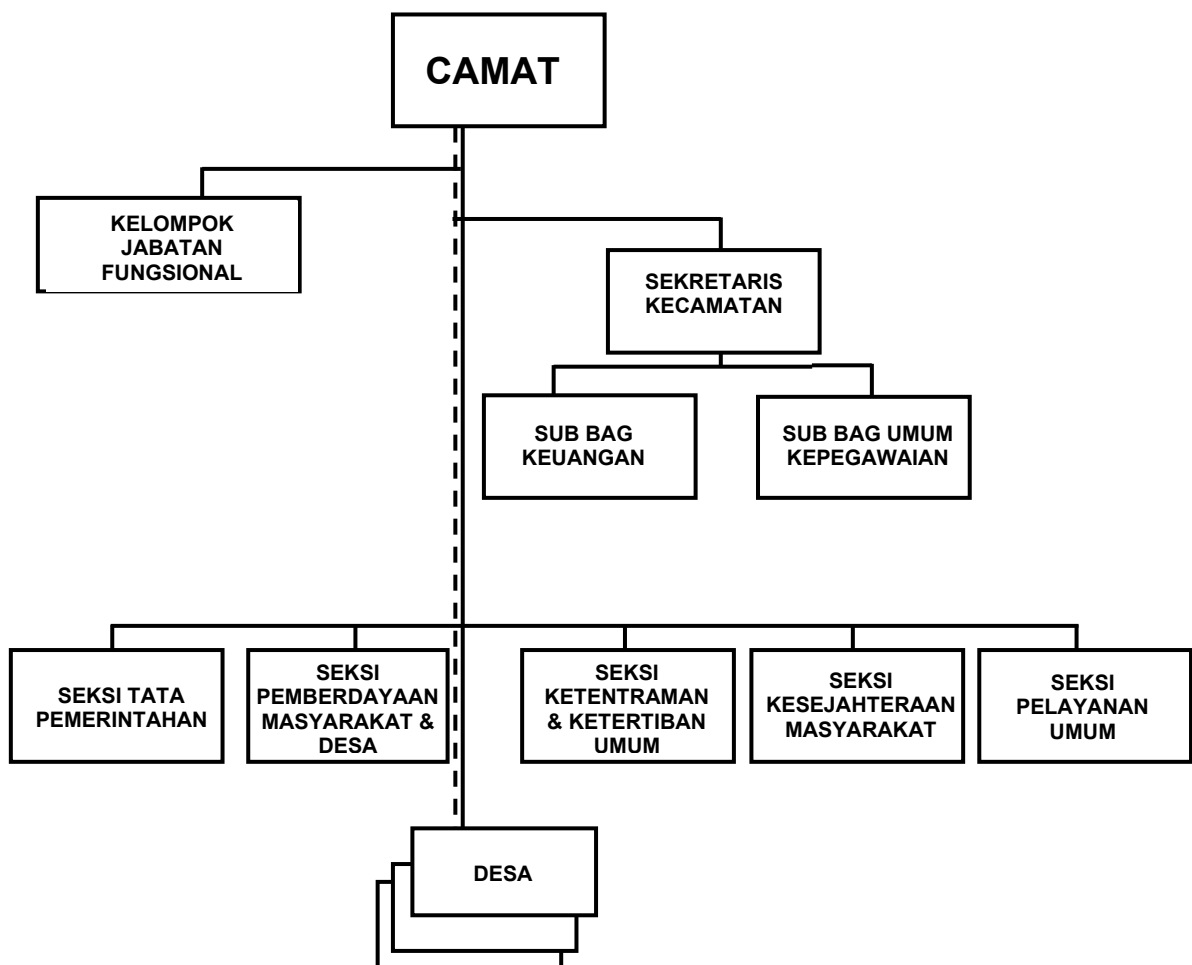 CAMAT
KELOMPOK
JABATAN
FUNGSIONAL
SEKRETARIS
KECAMATAN
SUB BAG
KEUANGAN
SUB BAG UMUM
KEPEGAWAIAN
SEKSI TATA
PEMERINTAHAN
SEKSI
PEMBERDAYAAN
MASYARAKAT &
DESA
SEKSI
KETENTRAMAN
& KETERTIBAN
UMUM
SEKSI
KESEJAHTERAAN
MASYARAKAT
SEKSI
PELAYANAN
UMUM
DESA